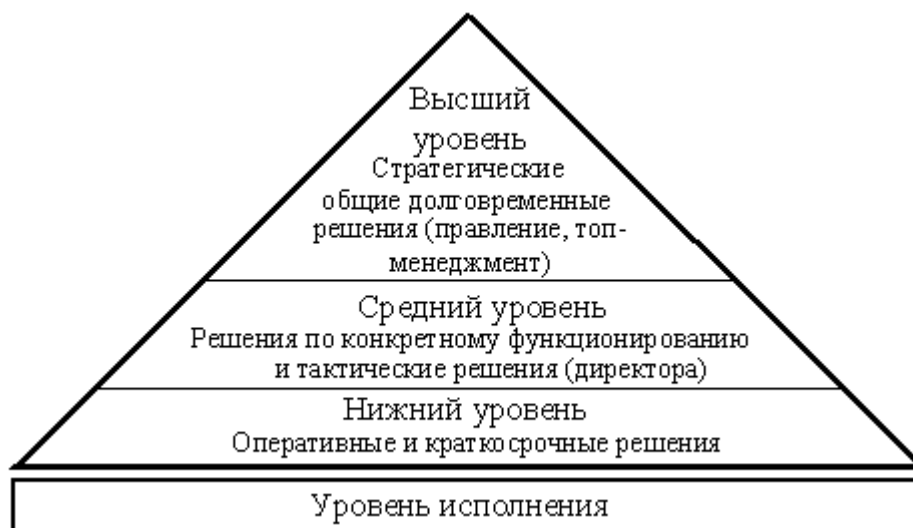 Высший
уровень
Стратегические
общие долговременные
решения (правление, топ-
менеджмент)
Средний уровень
Решения по конкретному функционированию
и тактические решения (директора)
Нижний уровень
Оперативные и краткосрочные решения
Уровень исполнения